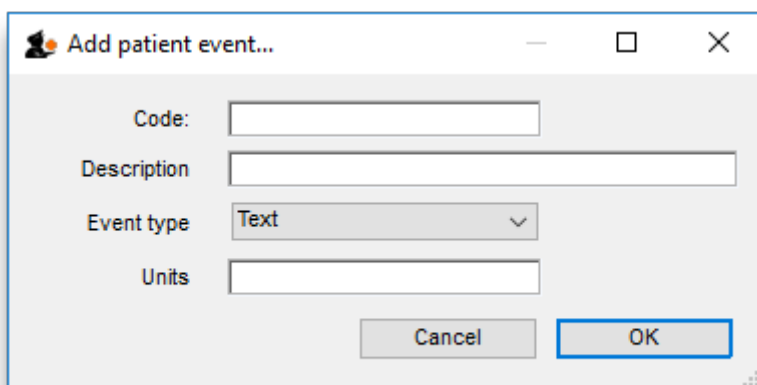 Add patient event...
Code:
Description
Event type Text
Units
Cancel OK